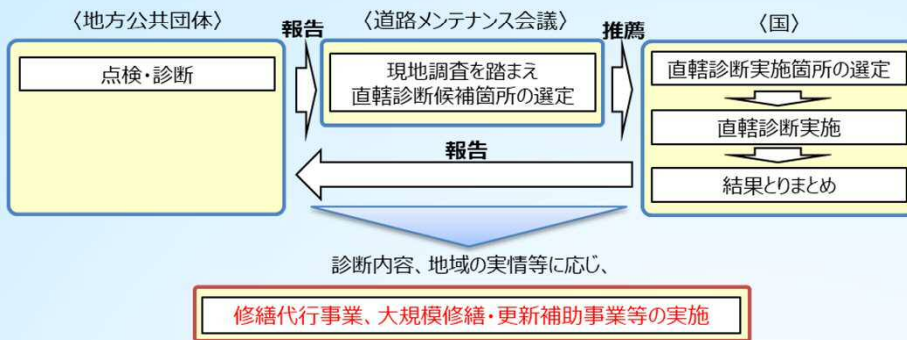 〈地方公共団体〉
点検・診断
報告
〈道路メンテナンス会議〉
現地調査を踏まえ
直轄診断候補箇所の選定
推薦
〈国〉
直轄診断実施箇所の選定
直轄診断実施
結果とりまとめ
報告
診断内容、地域の実情等に応じ、
修繕代行事業、大規模修繕・更新補助事業等の実施